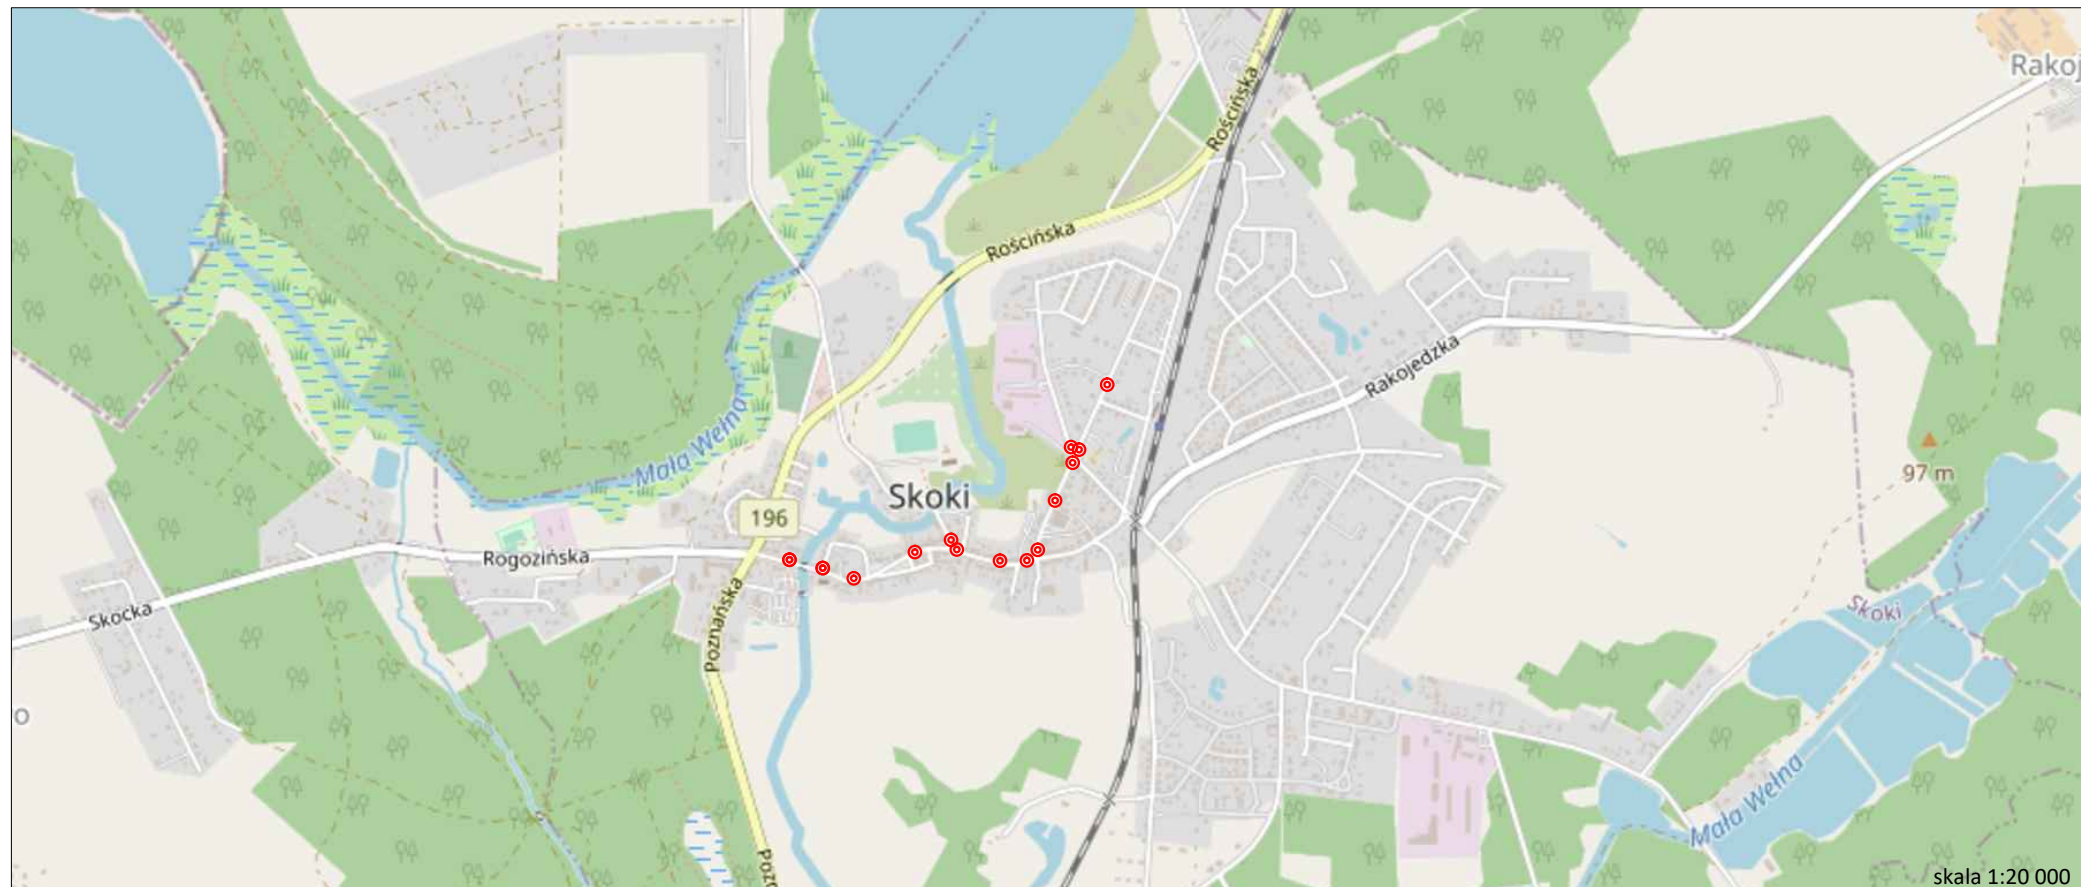 Rakoj
Rościńska
Rościńska
Rakojedzka
Mała Wełna
97 m
Skoki
196
Rogozińska
Skocka
Poznańska
Skoki
o
Mała Wełna
Pozn
skala 1:20 000